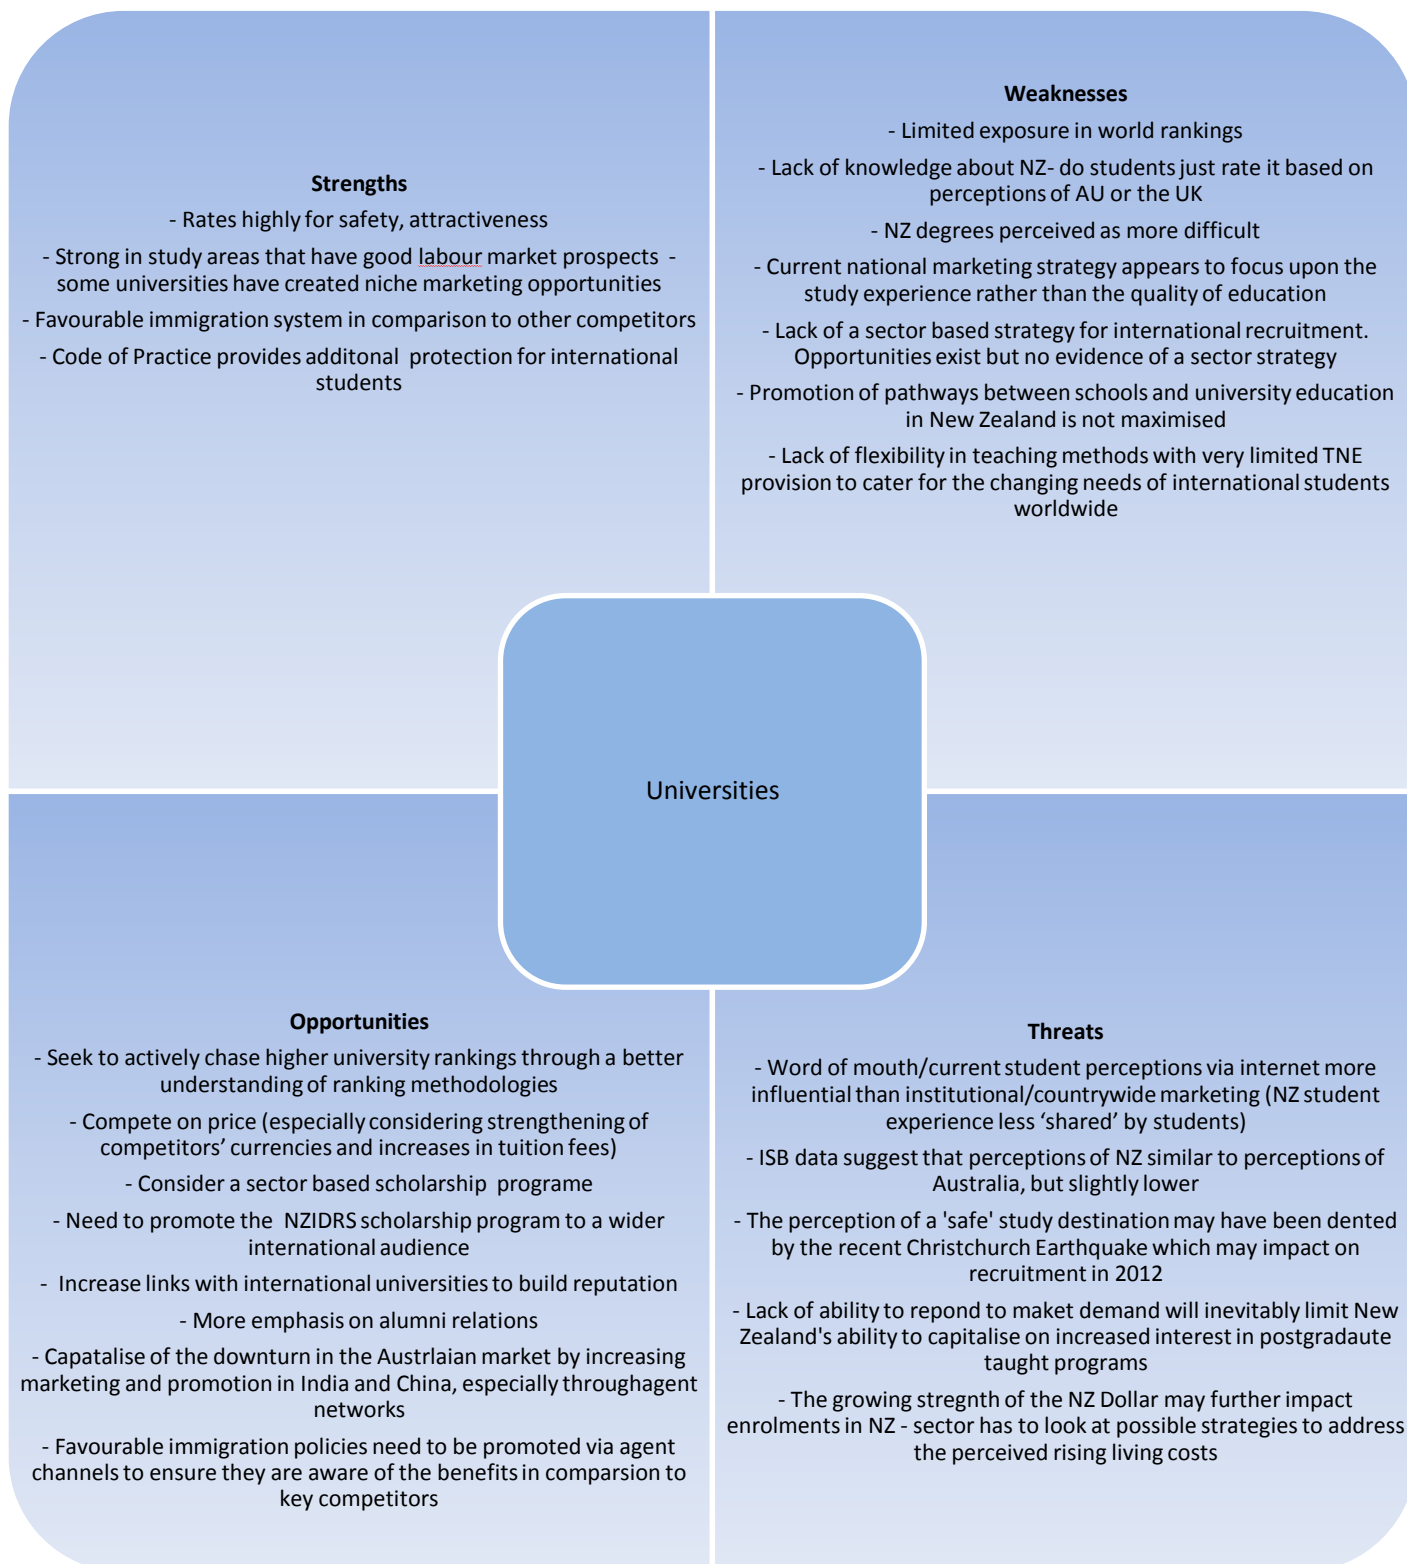 Strengths
- Rates highly for safety, attractiveness
- Strong in study areas that have good labour market prospects -
some universities have created niche marketing opportunities
- Favourable immigration system in comparison to other competitors
- Code of Practice provides additonal protection for international
students
Weaknesses
- Limited exposure in world rankings
- Lack of knowledge about NZ- do students just rate it based on
perceptions of AU or the UK
- NZ degrees perceived as more difficult
- Current national marketing strategy appears to focus upon the
study experience rather than the quality of education
- Lack of a sector based strategy for international recruitment.
Opportunities exist but no evidence of a sector strategy
- Promotion of pathways between schools and university education
in New Zealand is not maximised
- Lack of flexibility in teaching methods with very limited TNE
provision to cater for the changing needs of international students
worldwide
Universities
Opportunities
- Seek to actively chase higher university rankings through a better
understanding of ranking methodologies
- Compete on price (especially considering strengthening of
competitors’ currencies and increases in tuition fees)
- Consider a sector based scholarship programe
- Need to promote the NZIDRS scholarship program to a wider
international audience
- Increase links with international universities to build reputation
- More emphasis on alumni relations
- Capatalise of the downturn in the Austrlaian market by increasing
marketing and promotion in India and China, especially throughagent
networks
- Favourable immigration policies need to be promoted via agent
channels to ensure they are aware of the benefits in comparsion to
key competitors
Threats
- Word of mouth/current student perceptions via internet more
influential than institutional/countrywide marketing (NZ student
experience less ‘shared’ by students)
- ISB data suggest that perceptions of NZ similar to perceptions of
Australia, but slightly lower
- The perception of a 'safe' study destination may have been dented
by the recent Christchurch Earthquake which may impact on
recruitment in 2012
- Lack of ability to repond to maket demand will inevitably limit New
Zealand's ability to capitalise on increased interest in postgradaute
taught programs
- The growing stregnth of the NZ Dollar may further impact
enrolments in NZ - sector has to look at possible strategies to address
the perceived rising living costs